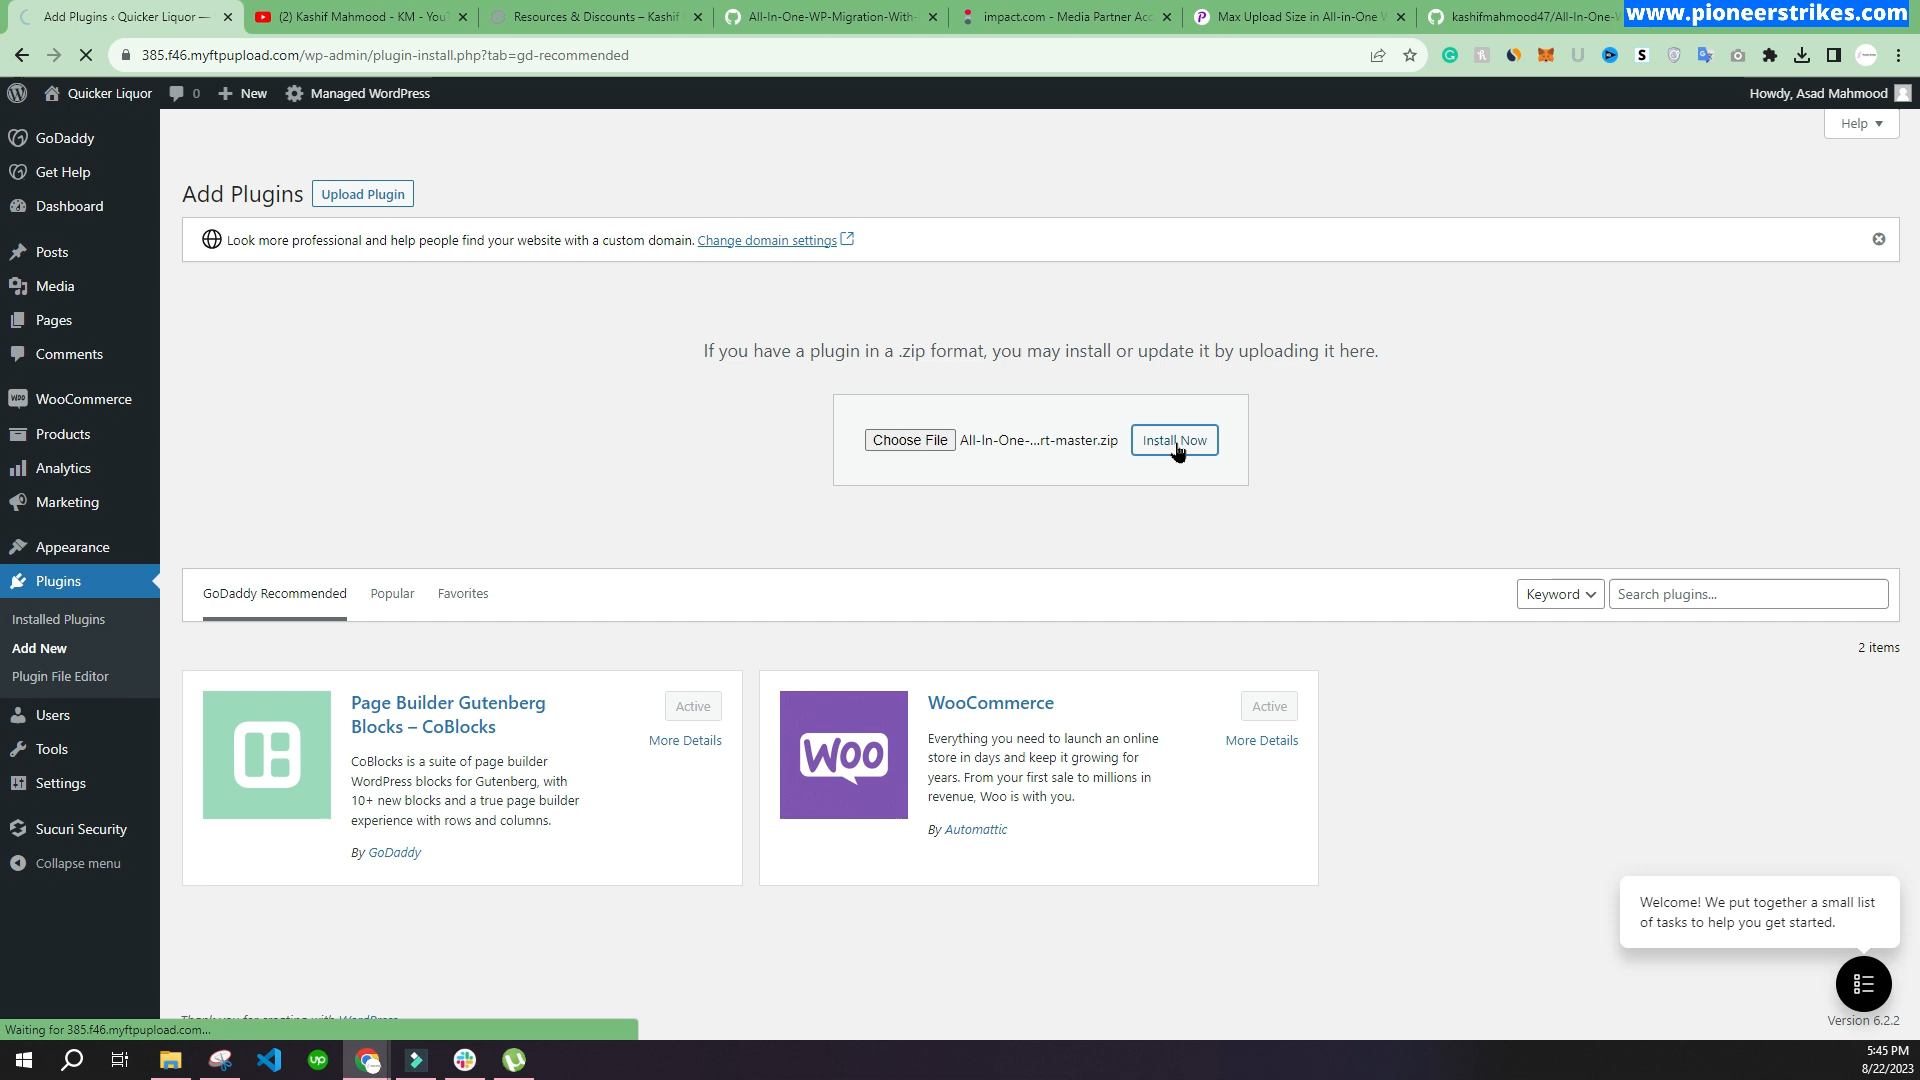 Add Plugins ‹ Quicker Liquor —
(2) Kashif Mahmood - KM - You
Resources & Discounts – Kashif
All-In-One-WP-Migration-With-
impact.com - Media Partner Acc
Max Upload Size in All-in-One
kashifmahmood47/All-In-One-
www.pioneerstrikes.com
385.f46.myftpupload.com/wp-admin/plugin-install.php?tab=gd-recommended
Quicker Liquor
0
New
Managed WordPress
Howdy, Asad Mahmood
Help
GoDaddy
Get Help
Dashboard
Posts
Media
Pages
Comments
WooCommerce
Products
Analytics
Marketing
Appearance
Plugins
Installed Plugins
Add New
Plugin File Editor
Users
Tools
Settings
Sucuri Security
Collapse menu
Add Plugins
Upload Plugin
Look more professional and help people find your website with a custom domain. Change domain settings
If you have a plugin in a .zip format, you may install or update it by uploading it here.
Choose File All-In-One-...rt-master.zip
Install Now
GoDaddy Recommended
Popular
Favorites
Keyword
Search plugins...
2 items
Page Builder Gutenberg
Blocks – CoBlocks
Active
More Details
CoBlocks is a suite of page builder
WordPress blocks for Gutenberg, with
10+ new blocks and a true page builder
experience with rows and columns.
By GoDaddy
WOO
WooCommerce
Active
More Details
Everything you need to launch an online
store in days and keep it growing for
years. From your first sale to millions in
revenue, Woo is with you.
By Automattic
Welcome! We put together a small list
of tasks to help you get started.
Thank you for creating with WordPress
Version 6.2.2
Waiting for 385.f46.myftpupload.com...
5:45 PM
8/22/2023